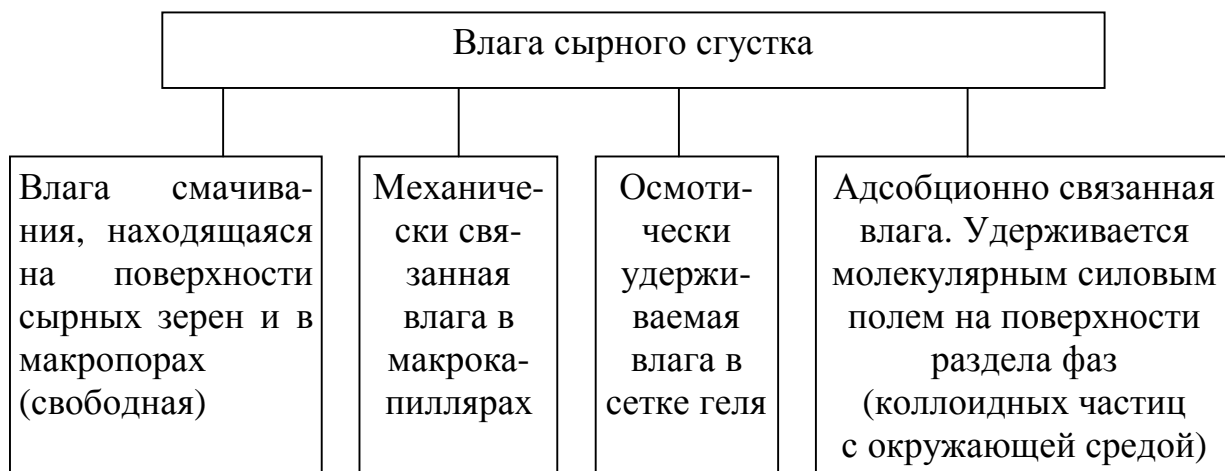 Влага сырного сгустка
Влага смачива-
ния, находящаяся
на поверхности
сырных зерен и в
макропорах
(свободная)
Механиче-
ски свя-
занная
влага в
макрока-
пиллярах
Осмоти-
чески
удержи-
ваемая
влага в
сетке геля
Адсобционно связанная
влага. Удерживается
молекулярным силовым
полем на поверхности
раздела фаз
(коллоидных частиц
с окружающей средой)